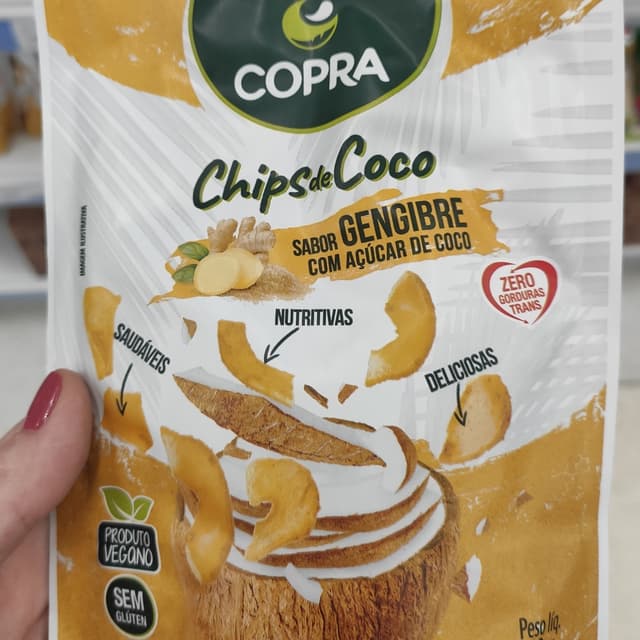 COPRA
Chips de Coco
SABOR GENGIBRE
COM AÇÚCAR DE COCO
IMAGEM ILUSTRATIVA
ZERO
GORDURAS
TRANS
NUTRITIVAS
SAUDÁVEIS
DELICIOSAS
PRODUTO
VEGANO
SEM
GLÚTEN
Peso líq.